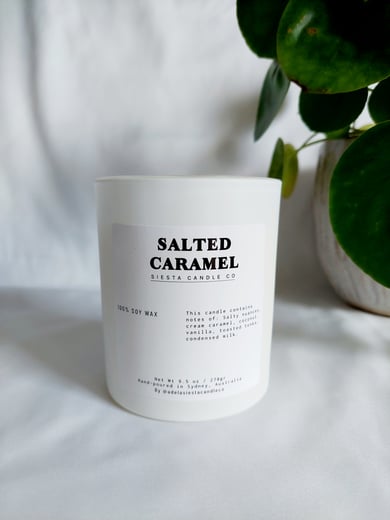 SALTED
CARAMEL
SIESTA CANDLE CO
100% SOY WAX
This candle contains
notes of: Salty nuances,
cream caramel, coconut,
vanilla, toasted tonka,
condensed milk.
Net Wt 9.5 oz / 270gr
Hand-poured in Sydney, Australia
By @adelasiestacandleco